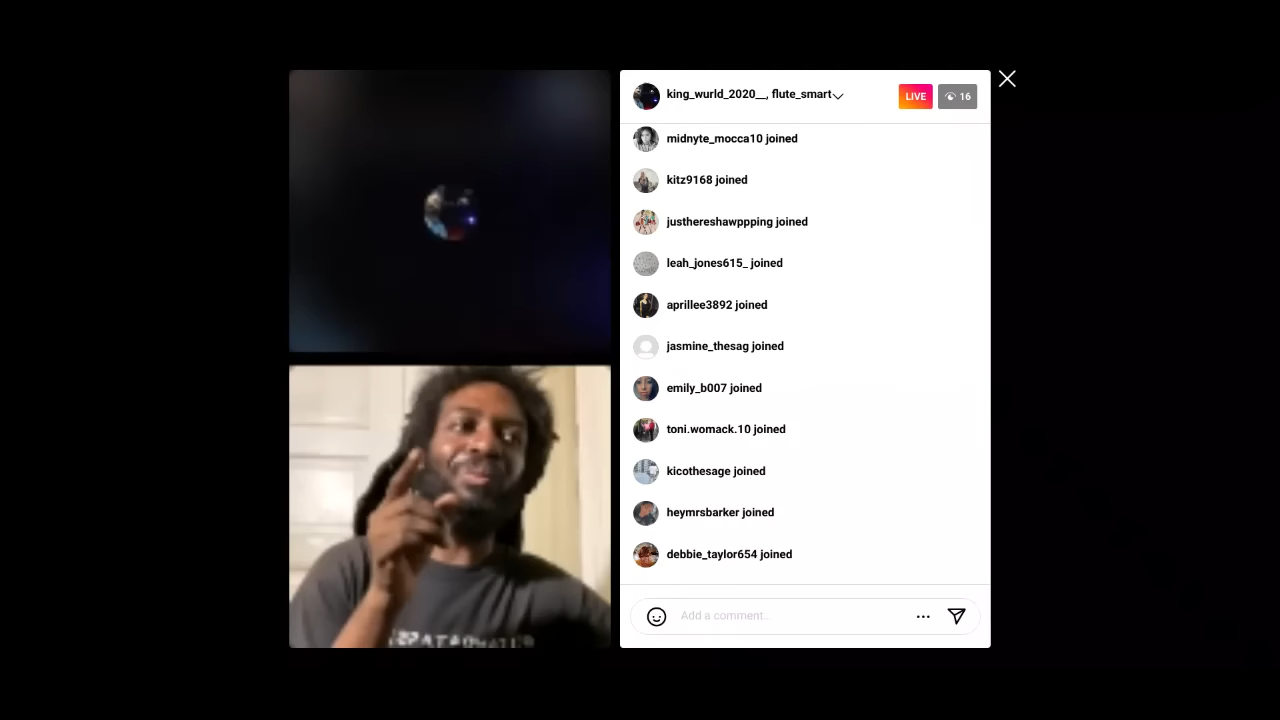 king_wurld_2020__, flute_smart
LIVE
16
midnyte_mocca10 joined
kitz9168 joined
justhereshawppping joined
leah_jones615_ joined
aprillee3892 joined
jasmine_thesag joined
emily_b007 joined
toni.womack.10 joined
kicothesage joined
heymrsbarker joined
debbie_taylor654 joined
Add a comment...